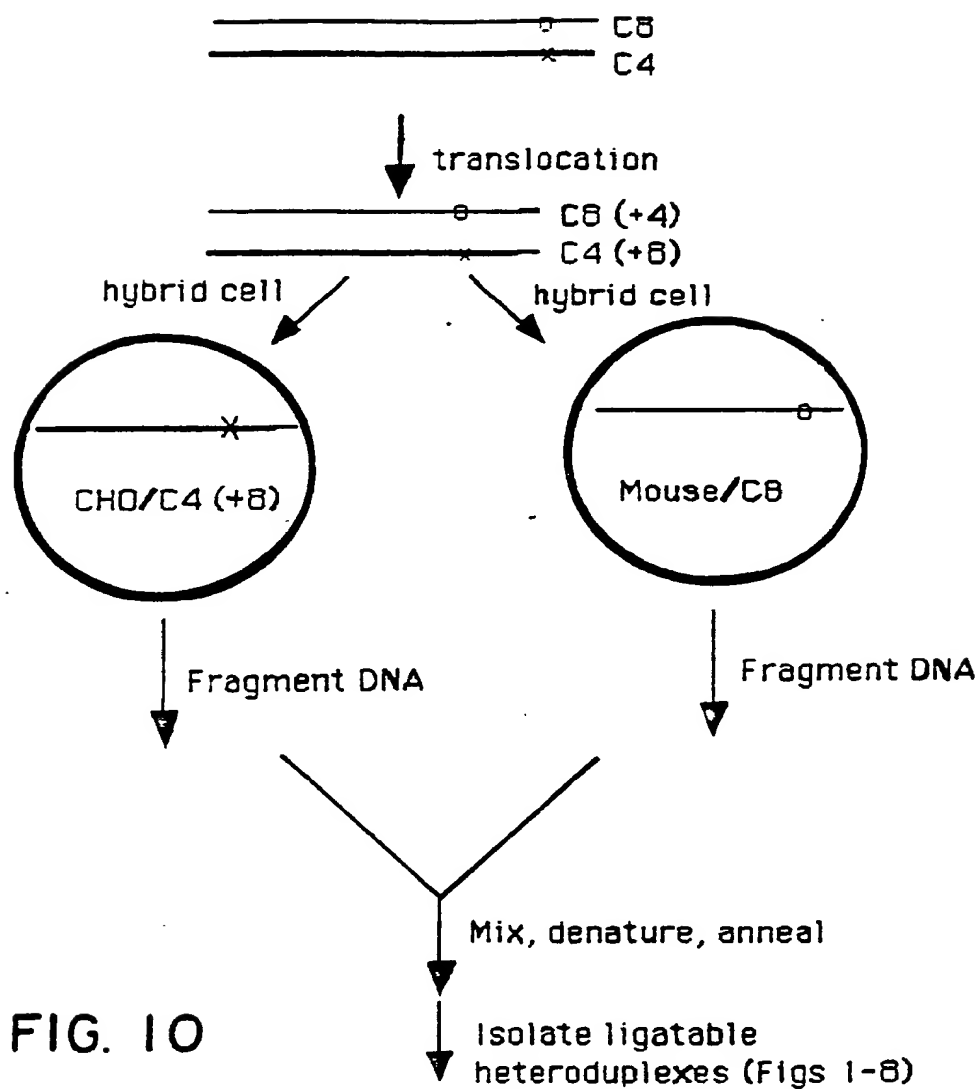 C8
C4
translocation
C8 (+4)
C4 (+8)
hybrid cell
hybrid cell
CHO/C4 (+8)
Mouse/C8
Fragment DNA
Fragment DNA
Mix, denature, anneal
FIG. 10
Isolate ligatable
heteroduplexes (Figs 1-8)